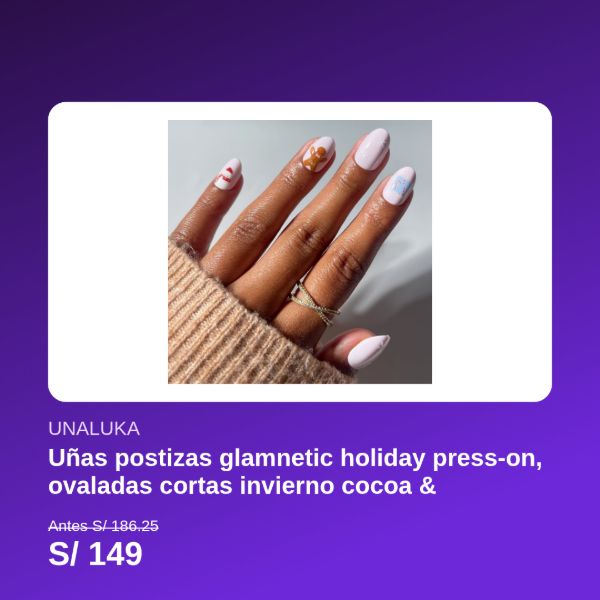 UNALUKA
Uñas postizas glamnetic holiday press-on,
ovaladas cortas invierno cocoa &
Antes S/ 186.25
S/ 149